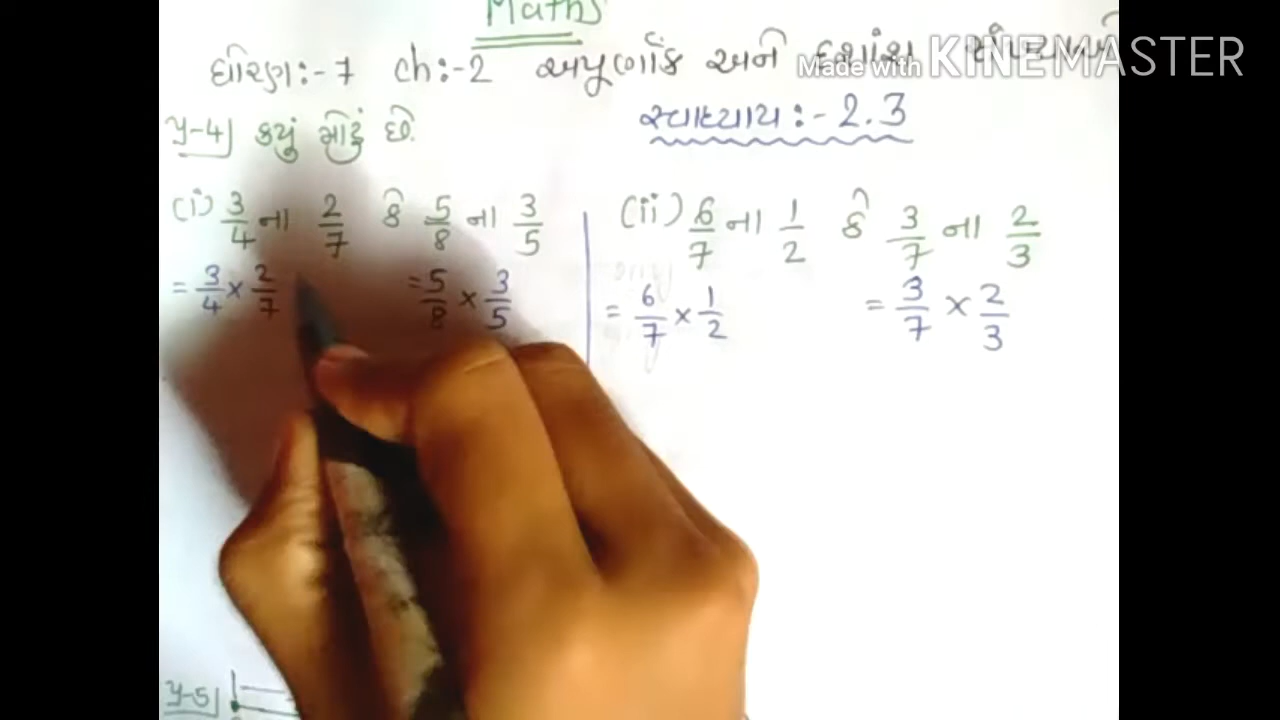 Maths
ધોરણ:-7 ch:-2 અપૂર્ણાંક અને દશાંશ
Made with KINEMASTER
સ્વાધ્યાય:-2.3
પ્ર-4] કયું મોટું છે.
(i) 3/4 ના 2/7 કે 5/8 ના 3/5
= 3/4 × 2/7 = 5/8 × 3/5
(ii) 6/7 ના 1/2 કે 3/7 ના 2/3
= 6/7 × 1/2 = 3/7 × 2/3
પ્ર-5]